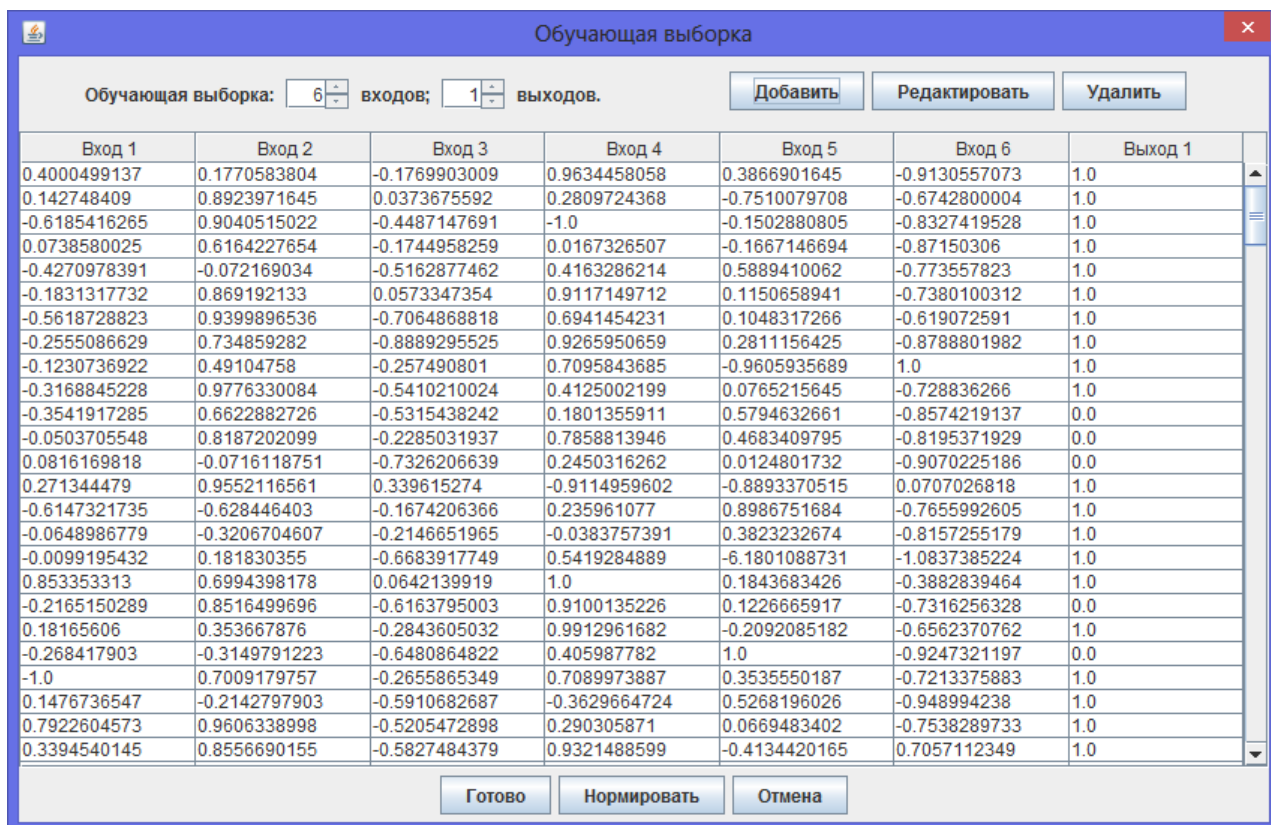 Обучающая выборка
Обучающая выборка: 6 входов; 1 выходов. Добавить Редактировать Удалить
Вход 1 Вход 2 Вход 3 Вход 4 Вход 5 Вход 6 Выход 1
0.4000499137 0.1770583804 -0.1769903009 0.9634458058 0.3866901645 -0.9130557073 1.0
0.142748409 0.8923971645 0.0373675592 0.2809724368 -0.7510079708 -0.6742800004 1.0
-0.6185416265 0.9040515022 -0.4487147691 -1.0 -0.1502880805 -0.8327419528 1.0
0.0738580025 0.6164227654 -0.1744958259 0.0167326507 -0.1667146694 -0.87150306 1.0
-0.4270978391 -0.072169034 -0.5162877462 0.4163286214 0.5889410062 -0.773557823 1.0
-0.1831317732 0.869192133 0.0573347354 0.9117149712 0.1150658941 -0.7380100312 1.0
-0.5618728823 0.9399896536 -0.7064868818 0.6941454231 0.1048317266 -0.619072591 1.0
-0.2555086629 0.734859282 -0.8889295525 0.9265950659 0.2811156425 -0.8788801982 1.0
-0.1230736922 0.49104758 -0.257490801 0.7095843685 -0.9605935689 1.0 1.0
-0.3168845228 0.9776330084 -0.5410210024 0.4125002199 0.0765215645 -0.728836266 1.0
-0.3541917285 0.6622882726 -0.5315438242 0.1801355911 0.5794632661 -0.8574219137 0.0
-0.0503705548 0.8187202099 -0.2285031937 0.7858813946 0.4683409795 -0.8195371929 0.0
0.0816169818 -0.0716118751 -0.7326206639 0.2450316262 0.0124801732 -0.9070225186 0.0
0.271344479 0.9552116561 0.339615274 -0.9114959602 -0.8893370515 0.0707026818 1.0
-0.6147321735 -0.628446403 -0.1674206366 0.235961077 0.8986751684 -0.7655992605 1.0
-0.0648986779 -0.3206704607 -0.2146651965 -0.0383757391 0.3823232674 -0.8157255179 1.0
-0.0099195432 0.181830355 -0.6683917749 0.5419284889 -6.1801088731 -1.0837385224 1.0
0.853353313 0.6994398178 0.0642139919 1.0 0.1843683426 -0.3882839464 1.0
-0.2165150289 0.8516499696 -0.6163795003 0.9100135226 0.1226665917 -0.7316256328 0.0
0.18165606 0.353667876 -0.2843605032 0.9912961682 -0.2092085182 -0.6562370762 1.0
-0.268417903 -0.3149791223 -0.6480864822 0.405987782 1.0 -0.9247321197 0.0
-1.0 0.7009179757 -0.2655865349 0.7089973887 0.3535550187 -0.7213375883 1.0
0.1476736547 -0.2142797903 -0.5910682687 -0.3629664724 0.5268196026 -0.948994238 1.0
0.7922604573 0.9606338998 -0.5205472898 0.290305871 0.0669483402 -0.7538289733 1.0
0.3394540145 0.8556690155 -0.5827484379 0.9321488599 -0.4134420165 0.7057112349 1.0
Готово Нормировать Отмена